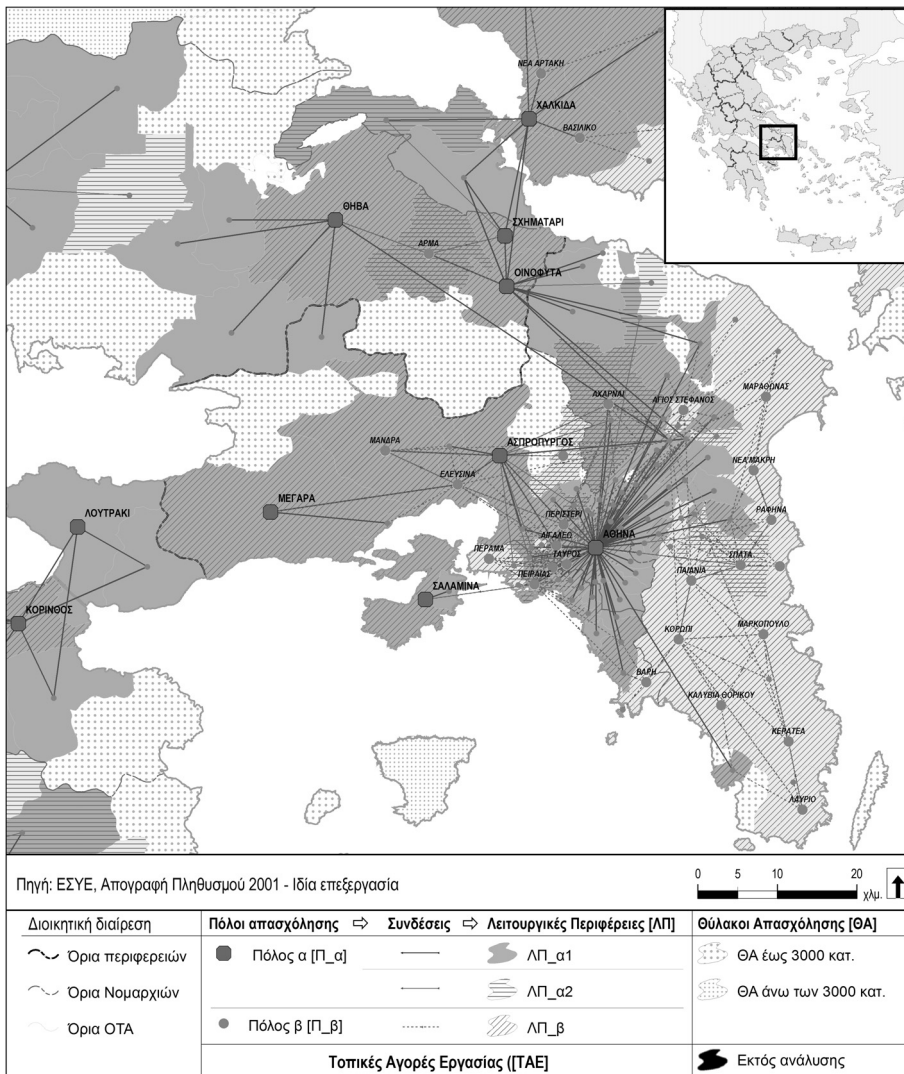 ΝΕΑ ΑΡΤΑΚΗ
ΧΑΛΚΙΔΑ
ΒΑΣΙΛΙΚΟ
ΘΗΒΑ
ΣΧΗΜΑΤΑΡΙ
ΑΡΜΑ
ΟΙΝΟΦΥΤΑ
ΑΧΑΡΝΑΙ
ΑΓΙΟΣ ΣΤΕΦΑΝΟΣ
ΜΑΡΑΘΩΝΑΣ
ΜΑΝΔΡΑ
ΑΣΠΡΟΠΥΡΓΟΣ
ΕΛΕΥΣΙΝΑ
ΝΕΑ ΜΑΚΡΗ
ΜΕΓΑΡΑ
ΛΟΥΤΡΑΚΙ
ΠΕΡΙΣΤΕΡΙ
ΡΑΦΗΝΑ
ΑΙΓΑΛΕΩ
ΑΘΗΝΑ
ΠΕΡΑΜΑ
ΤΑΥΡΟΣ
ΣΠΑΤΑ
ΠΕΙΡΑΙΑΣ
ΠΑΙΑΝΙΑ
ΣΑΛΑΜΙΝΑ
ΚΟΡΙΝΘΟΣ
ΚΟΡΩΠΙ
ΜΑΡΚΟΠΟΥΛΟ
ΒΑΡΗ
ΚΑΛΥΒΙΑ ΘΟΡΙΚΟΥ
ΚΕΡΑΤΕΑ
ΛΑΥΡΙΟ
Πηγή: ΕΣΥΕ, Απογραφή Πληθυσμού 2001 - Ιδία επεξεργασία
0 5 10 20
χλμ.
Διοικητική διαίρεση
Όρια περιφερειών
Όρια Νομαρχιών
Όρια ΟΤΑ
Πόλοι απασχόλησης ⇨ Συνδέσεις ⇨ Λειτουργικές Περιφέρειες [ΛΠ]
Πόλος α [Π_α]
ΛΠ_α1
ΛΠ_α2
Πόλος β [Π_β]
ΛΠ_β
Τοπικές Αγορές Εργασίας ([ΤΑΕ]
Θύλακοι Απασχόλησης [ΘΑ]
ΘΑ έως 3000 κατ.
ΘΑ άνω των 3000 κατ.
Εκτός ανάλυσης